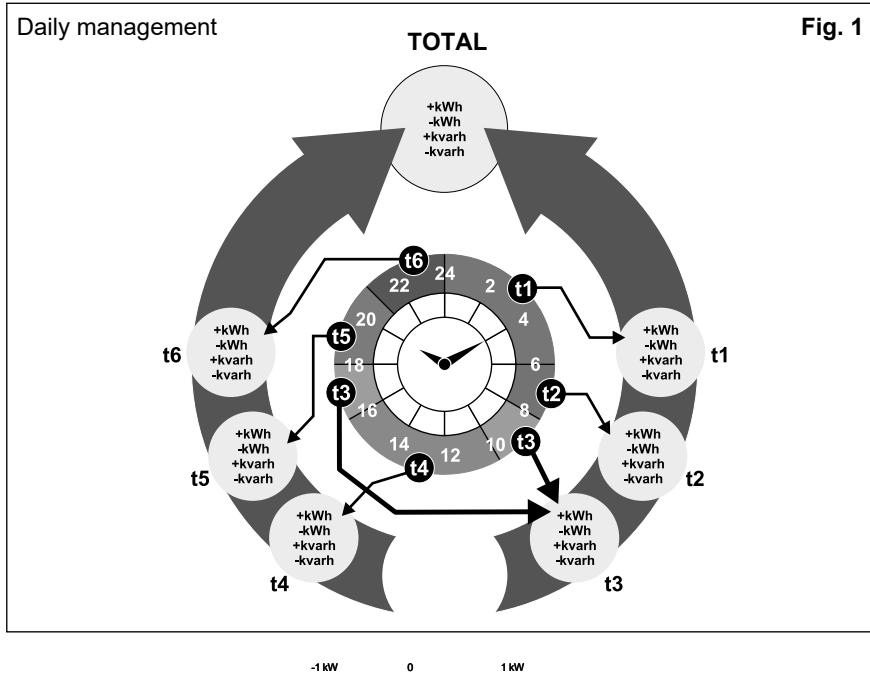 Daily management
Fig. 1
TOTAL
+kWh
-kWh
+kvarh
-kvarh
t6
24
22
2
t1
20
4
t5
18
6
t3
t2
16
8
14
12
10
t3
t4
+kWh
-kWh
+kvarh
-kvarh
t6
+kWh
-kWh
+kvarh
-kvarh
t1
+kWh
-kWh
+kvarh
-kvarh
t5
+kWh
-kWh
+kvarh
-kvarh
t2
+kWh
-kWh
+kvarh
-kvarh
t4
+kWh
-kWh
+kvarh
-kvarh
t3
-1 kW 0 1 kW